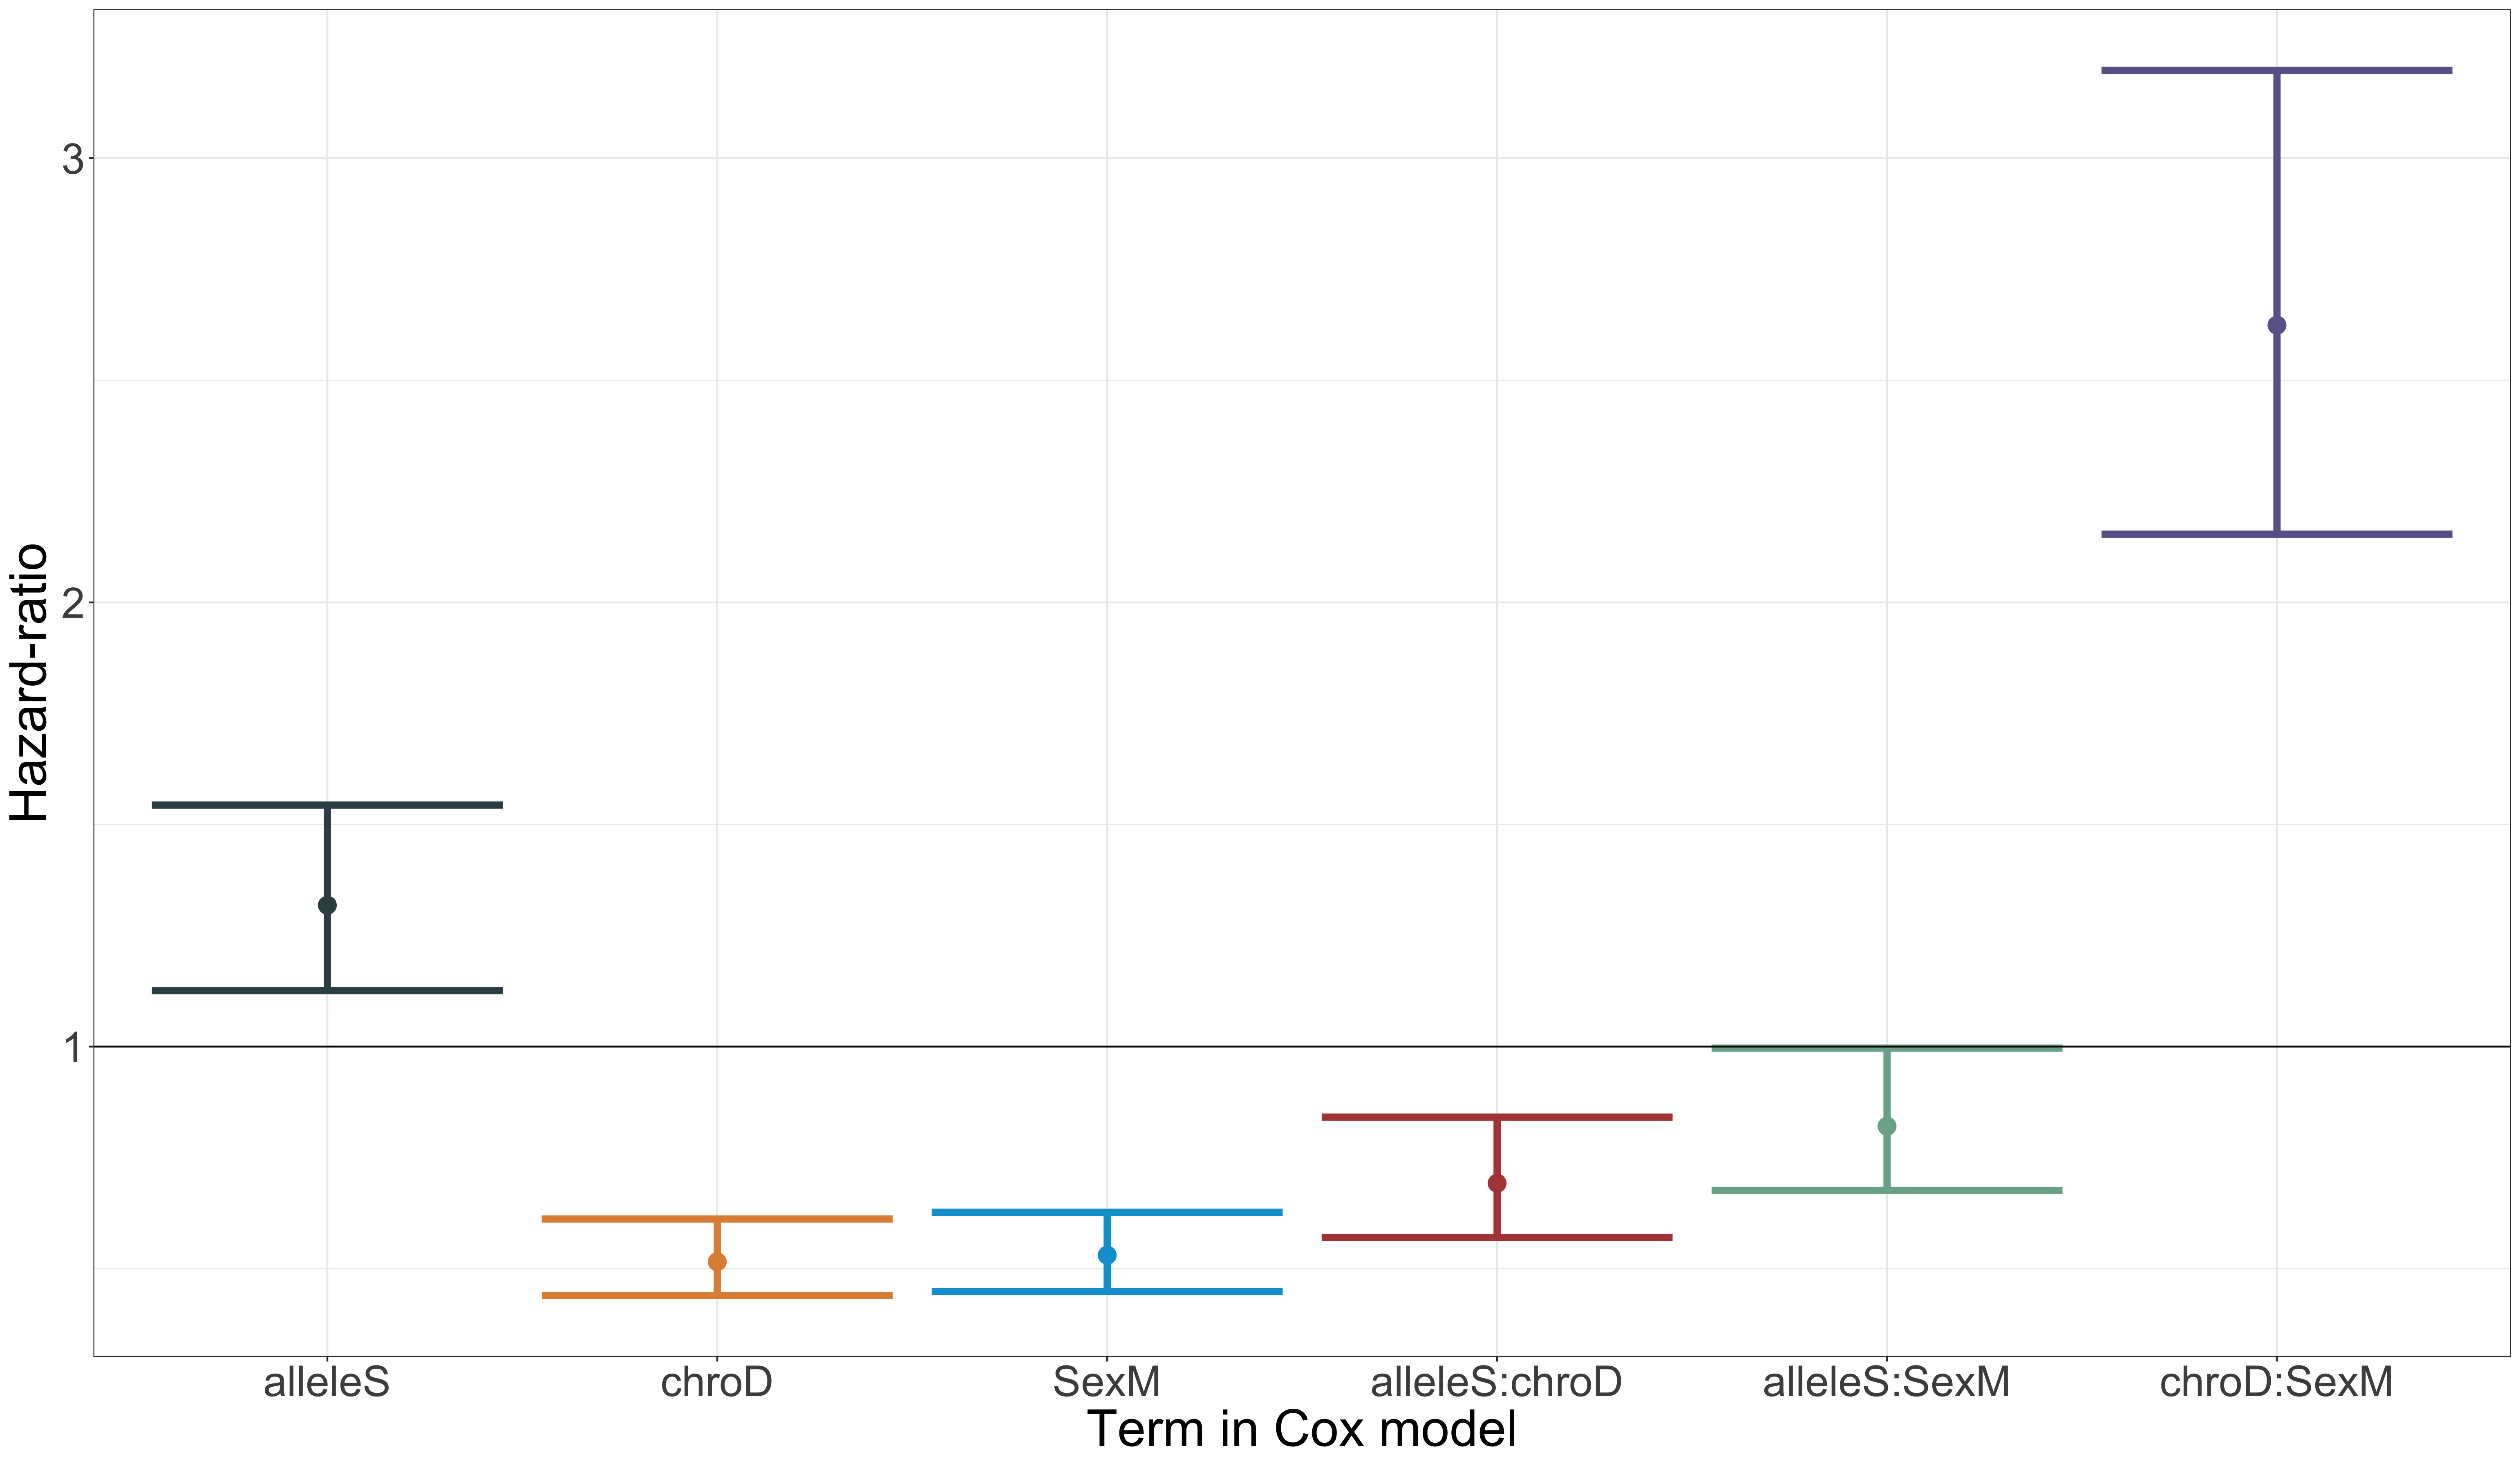 Hazard-ratio
3
2
1
alleleS chroD SexM alleleS:chroD alleleS:SexM chroD:SexM
Term in Cox model